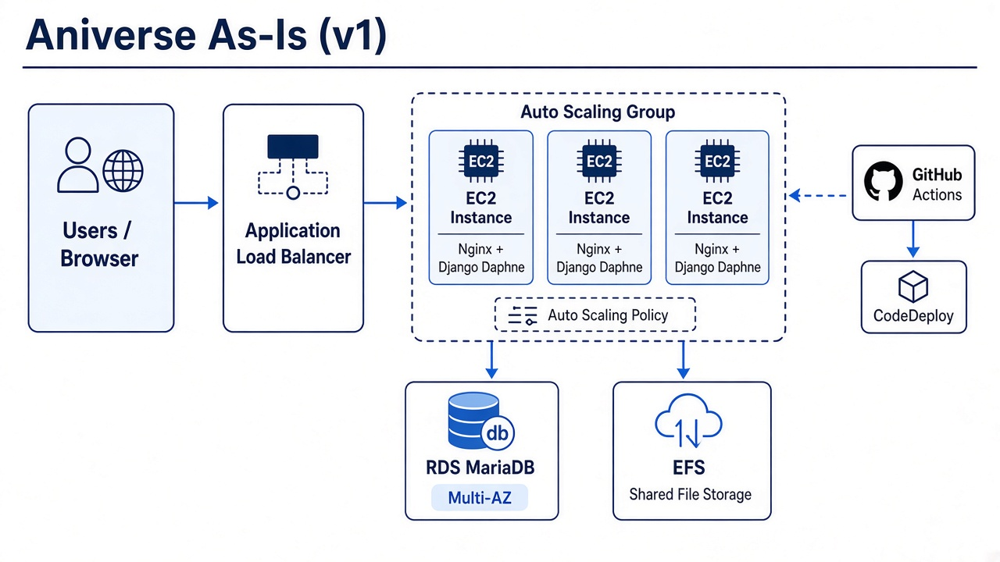 Aniverse As-Is (v1)
Users /
Browser
Application
Load Balancer
Auto Scaling Group
EC2
EC2
Instance
Nginx +
Django Daphne
EC2
EC2
Instance
Nginx +
Django Daphne
EC2
EC2
Instance
Nginx +
Django Daphne
Auto Scaling Policy
GitHub
Actions
CodeDeploy
db
RDS MariaDB
Multi-AZ
EFS
Shared File Storage